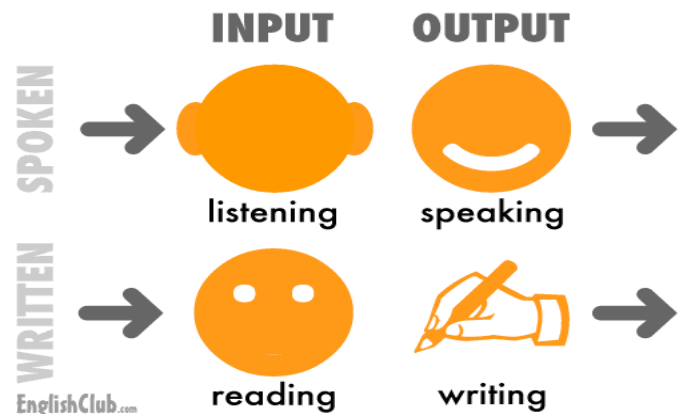 INPUT OUTPUT
SPOKEN
listening speaking
WRITTEN
reading writing
EnglishClub.com